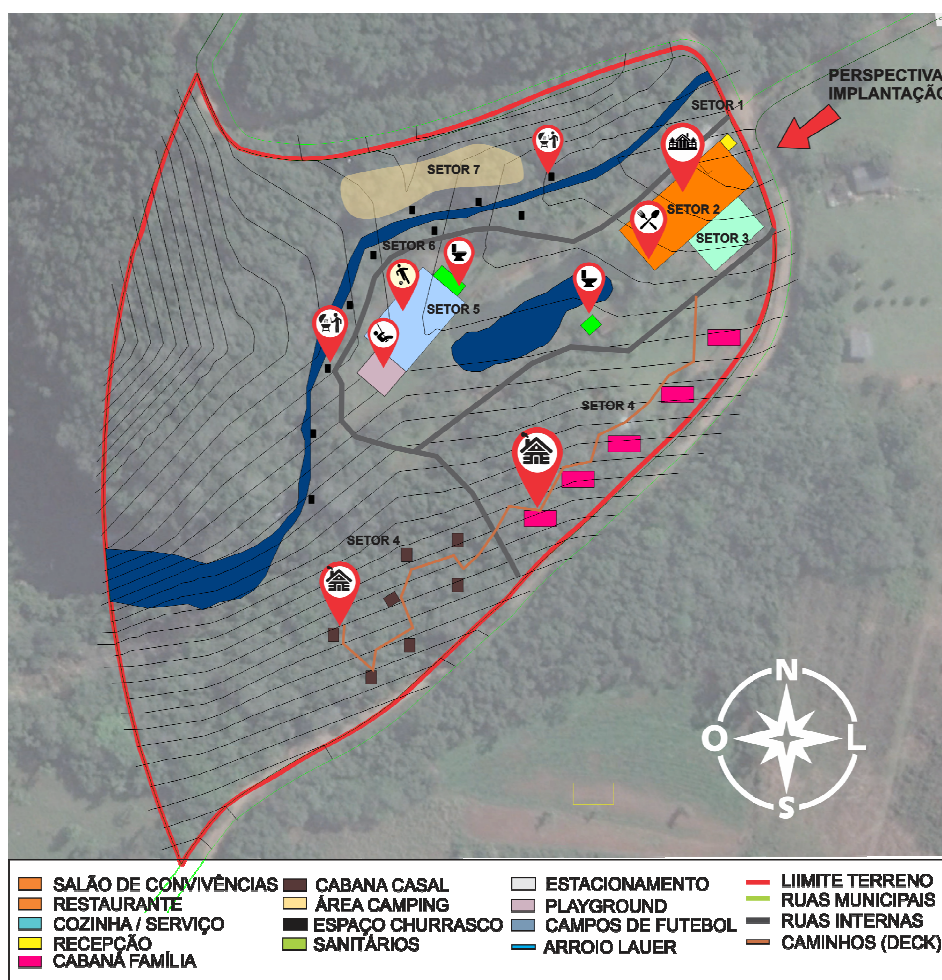 PERSPECTIVA
IMPLANTAÇÃO
SETOR 1
SETOR 7
SETOR 2
SETOR 3
SETOR 6
SETOR 5
SETOR 4
SETOR 4
N
O
L
S
SALÃO DE CONVIVÊNCIAS
RESTAURANTE
COZINHA / SERVIÇO
RECEPÇÃO
CABANA FAMÍLIA
CABANA CASAL
ÁREA CAMPING
ESPAÇO CHURRASCO
SANITÁRIOS
ESTACIONAMENTO
PLAYGROUND
CAMPOS DE FUTEBOL
ARROIO LAUER
LIIMITE TERRENO
RUAS MUNICIPAIS
RUAS INTERNAS
CAMINHOS (DECK)